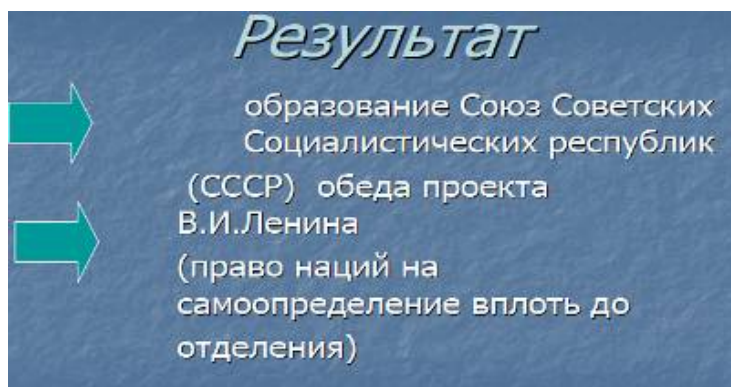 Результат
образование Союз Советских
Социалистических республик
(СССР) обеда проекта
В.И.Ленина
(право наций на
самоопределение вплоть до
отделения)